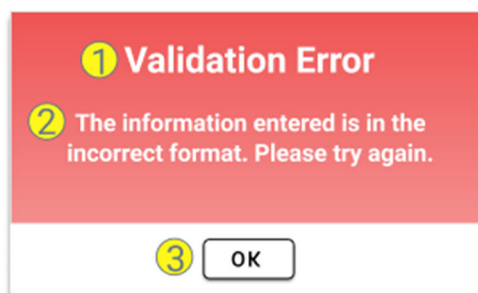 1 Validation Error
2 The information entered is in the
incorrect format. Please try again.
3 OK